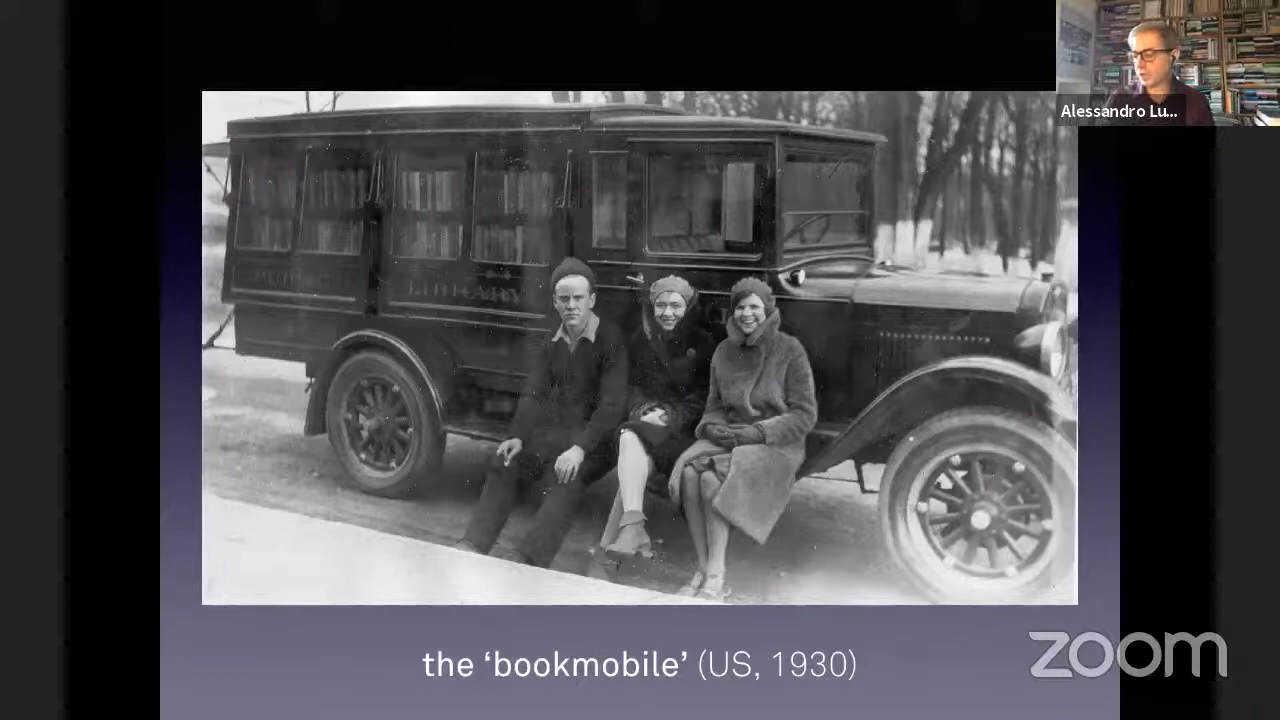 Alessandro Lu...
LIBRARY
the ‘bookmobile’ (US, 1930)
zoom